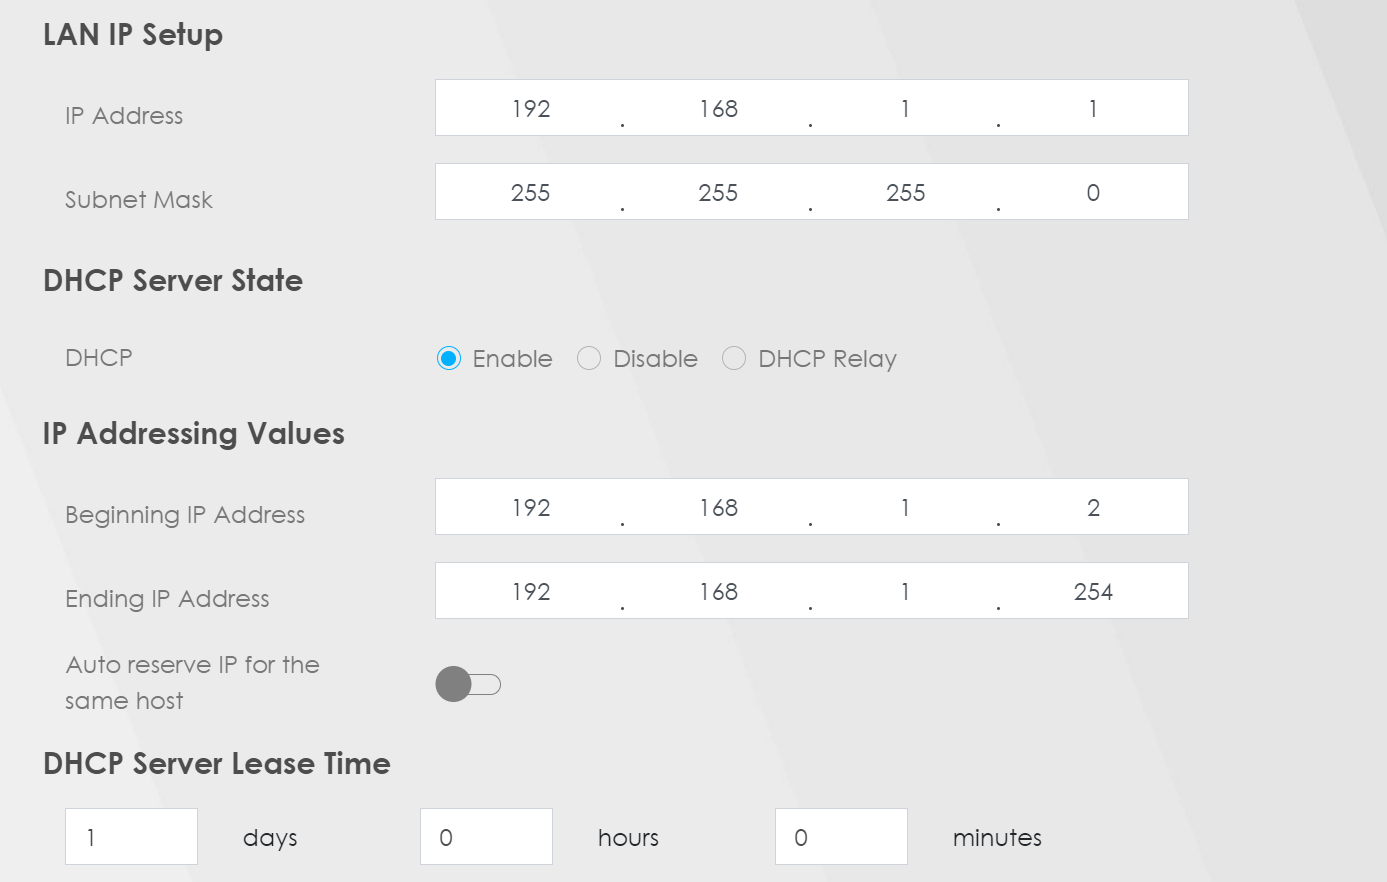 LAN IP Setup
IP Address 192 . 168 . 1 . 1
Subnet Mask 255 . 255 . 255 . 0
DHCP Server State
DHCP Enable Disable DHCP Relay
IP Addressing Values
Beginning IP Address 192 . 168 . 1 . 2
Ending IP Address 192 . 168 . 1 . 254
Auto reserve IP for the
same host
DHCP Server Lease Time
1 days 0 hours 0 minutes